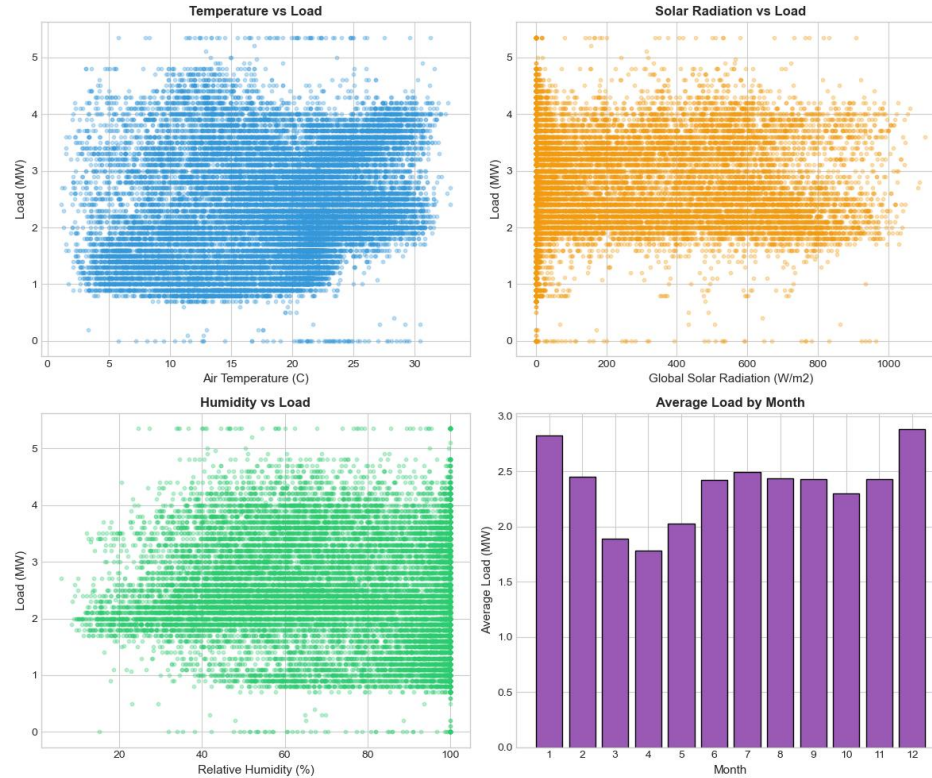 Temperature vs Load
Load (MW)
5
4
3
2
1
0
0 5 10 15 20 25 30
Air Temperature (C)
Solar Radiation vs Load
Load (MW)
5
4
3
2
1
0
0 200 400 600 800 1000
Global Solar Radiation (W/m2)
Humidity vs Load
Load (MW)
5
4
3
2
1
0
20 40 60 80 100
Relative Humidity (%)
Average Load by Month
Average Load (MW)
3.0
2.5
2.0
1.5
1.0
0.5
0.0
1 2 3 4 5 6 7 8 9 10 11 12
Month